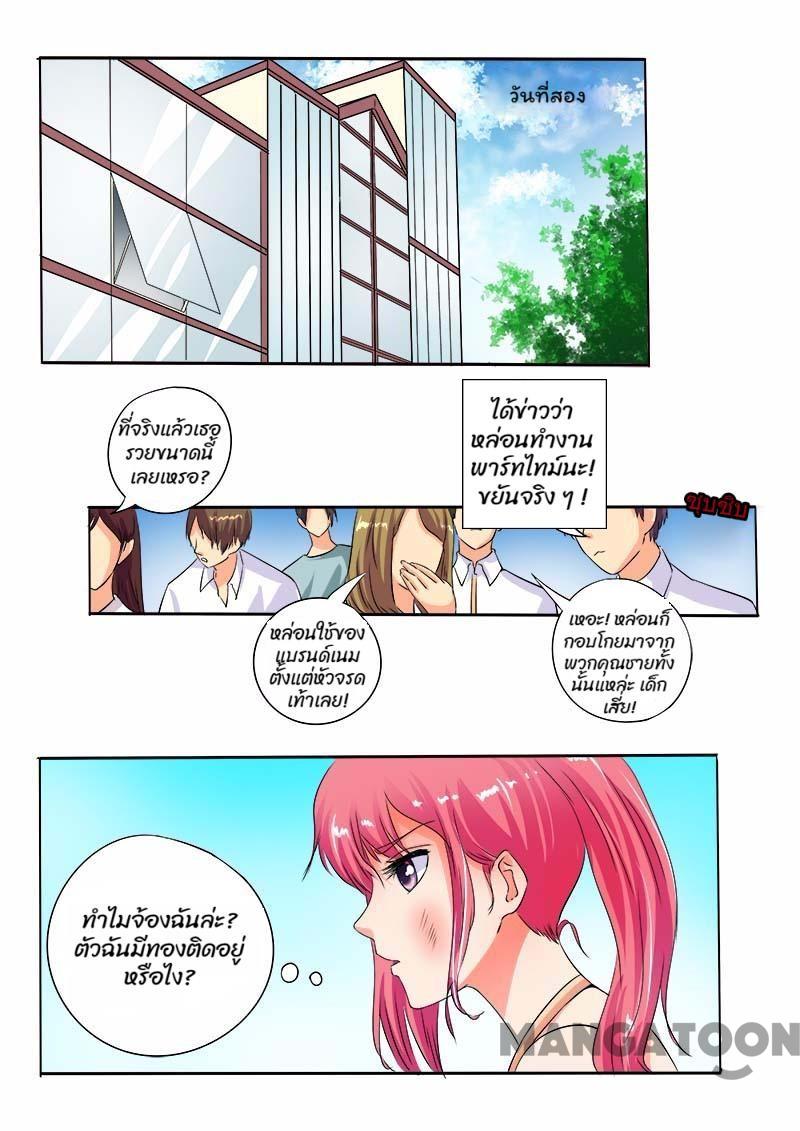 วันที่สอง
ที่จริงแล้วเธอ
รวยขนาดนี้
เลยเหรอ?
ได้ข่าวว่า
หล่อนทำงาน
พาร์ทไทม์นะ!
ขยันจริง ๆ !
ซุบซิบ
หล่อนใช้ของ
แบรนด์เนม
ตั้งแต่หัวจรด
เท้าเลย!
เหอะ! หล่อนก็
กอบโกยมาจาก
พวกคุณชายทั้ง
นั้นแหล่ะ เด็ก
เสี่ย!
ทำไมจ้องฉันล่ะ?
ตัวฉันมีทองติดอยู่
หรือไง?
MANGATOON